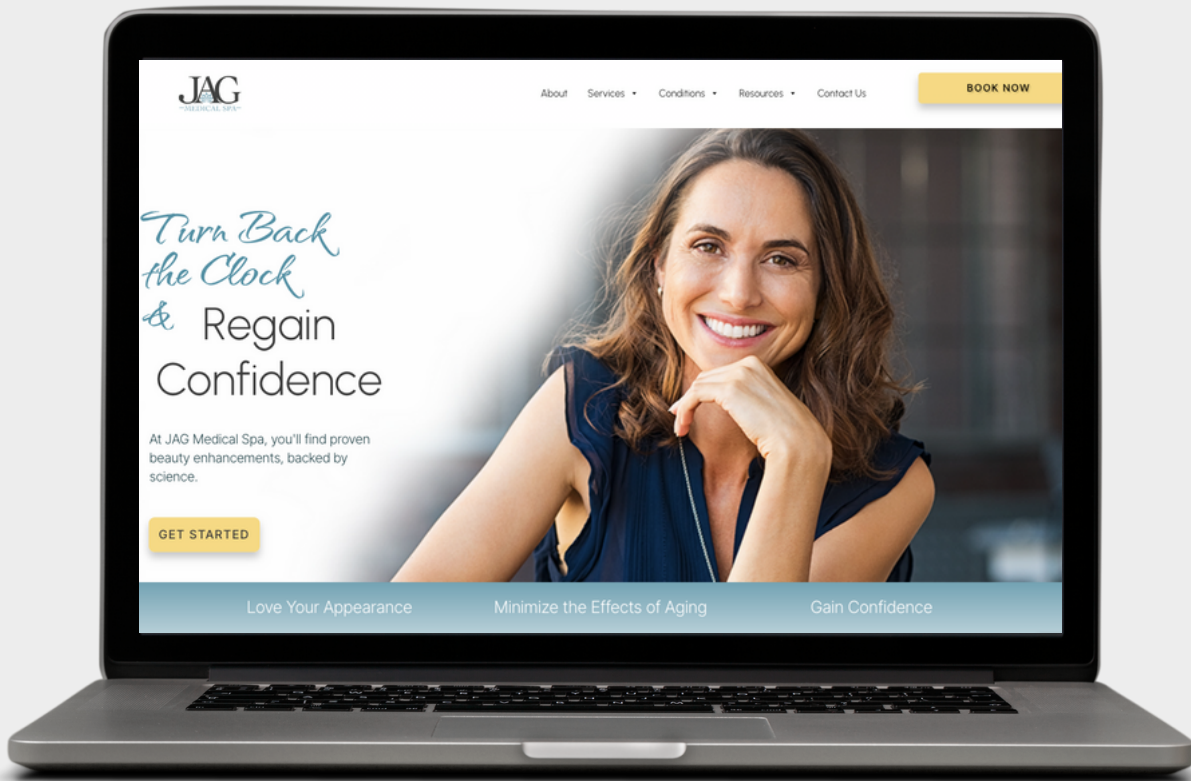 JAG
MEDICAL SPA
About Services Conditions Resources Contact Us
BOOK NOW
Turn Back
the Clock
& Regain
Confidence
At JAG Medical Spa, you'll find proven
beauty enhancements, backed by
science.
GET STARTED
Love Your Appearance Minimize the Effects of Aging Gain Confidence